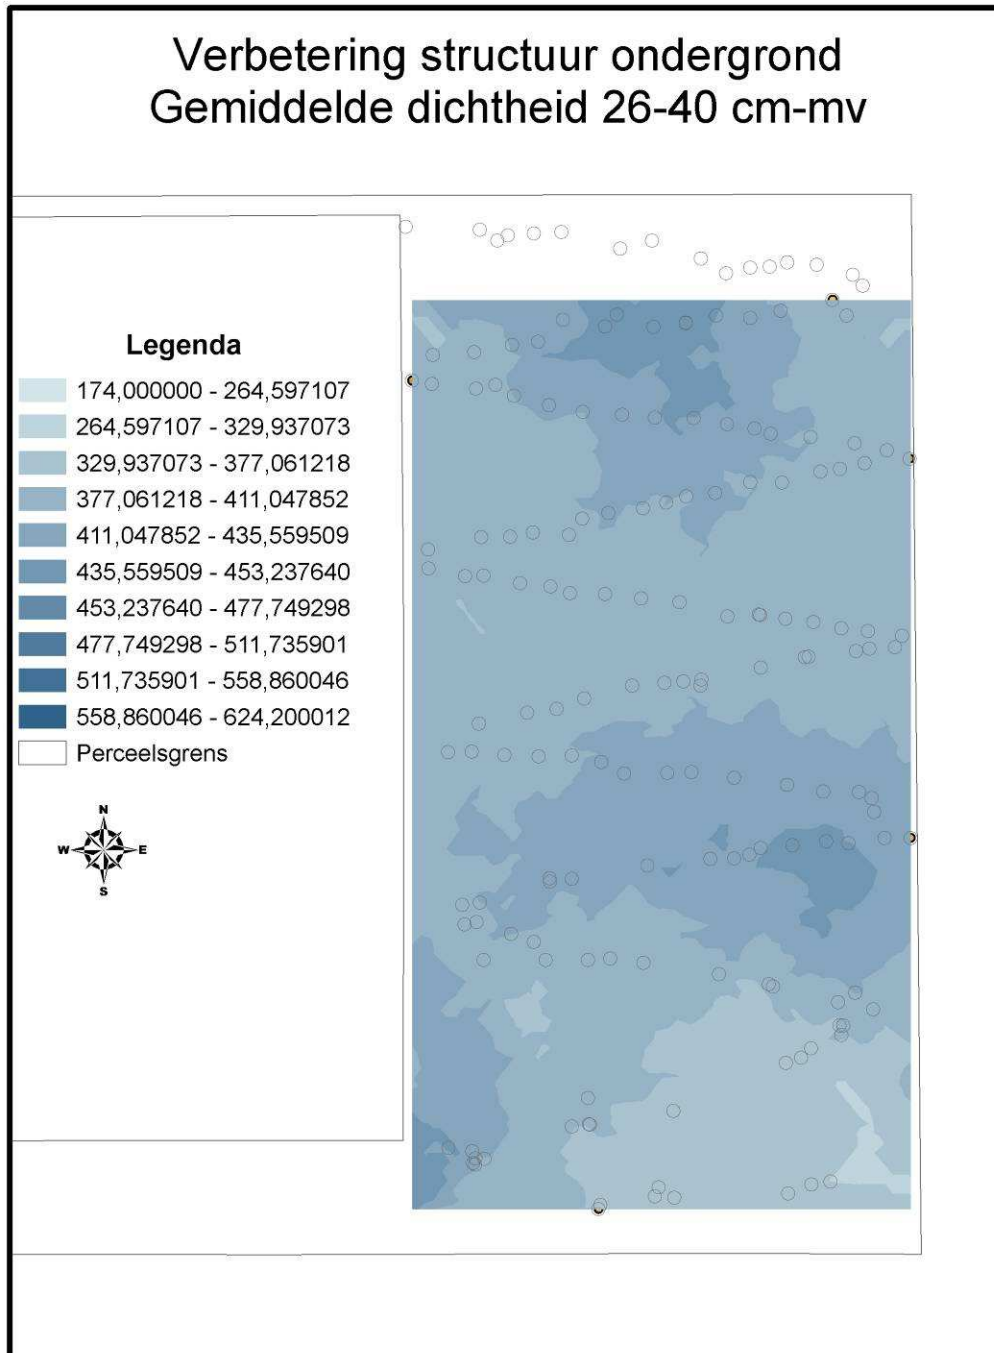 Verbetering structuur ondergrond
Gemiddelde dichtheid 26-40 cm-mv
Legenda
174,000000 - 264,597107
264,597107 - 329,937073
329,937073 - 377,061218
377,061218 - 411,047852
411,047852 - 435,559509
435,559509 - 453,237640
453,237640 - 477,749298
477,749298 - 511,735901
511,735901 - 558,860046
558,860046 - 624,200012
Perceelsgrens
N
W E
S